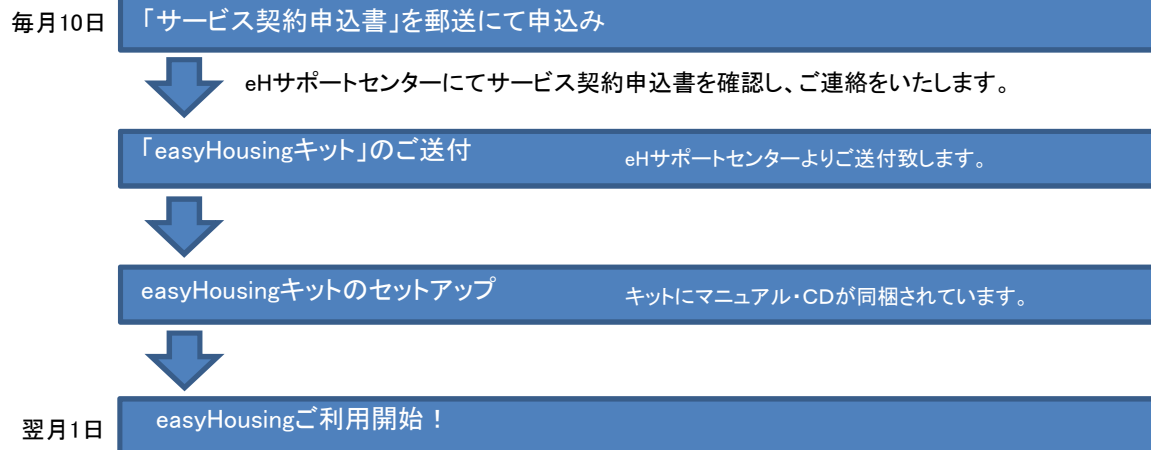 毎月10日
「サービス契約申込書」を郵送にて申込み
eHサポートセンターにてサービス契約申込書を確認し、ご連絡をいたします。
「easyHousingキット」のご送付
eHサポートセンターよりご送付致します。
easyHousingキットのセットアップ
キットにマニュアル・CDが同梱されています。
翌月1日
easyHousingご利用開始！